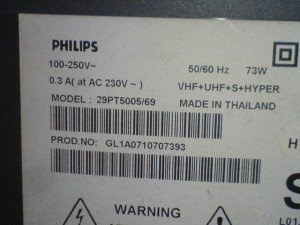 PHILIPS
100-250V~ 50/60 Hz 73W
0.3 A( at AC 230V ~ ) VHF+UHF+S+HYPER
MODEL : 29PT5005/69 MADE IN THAILAND
PROD.NO: GL1A0710707393
H
S
WARNING
L01.